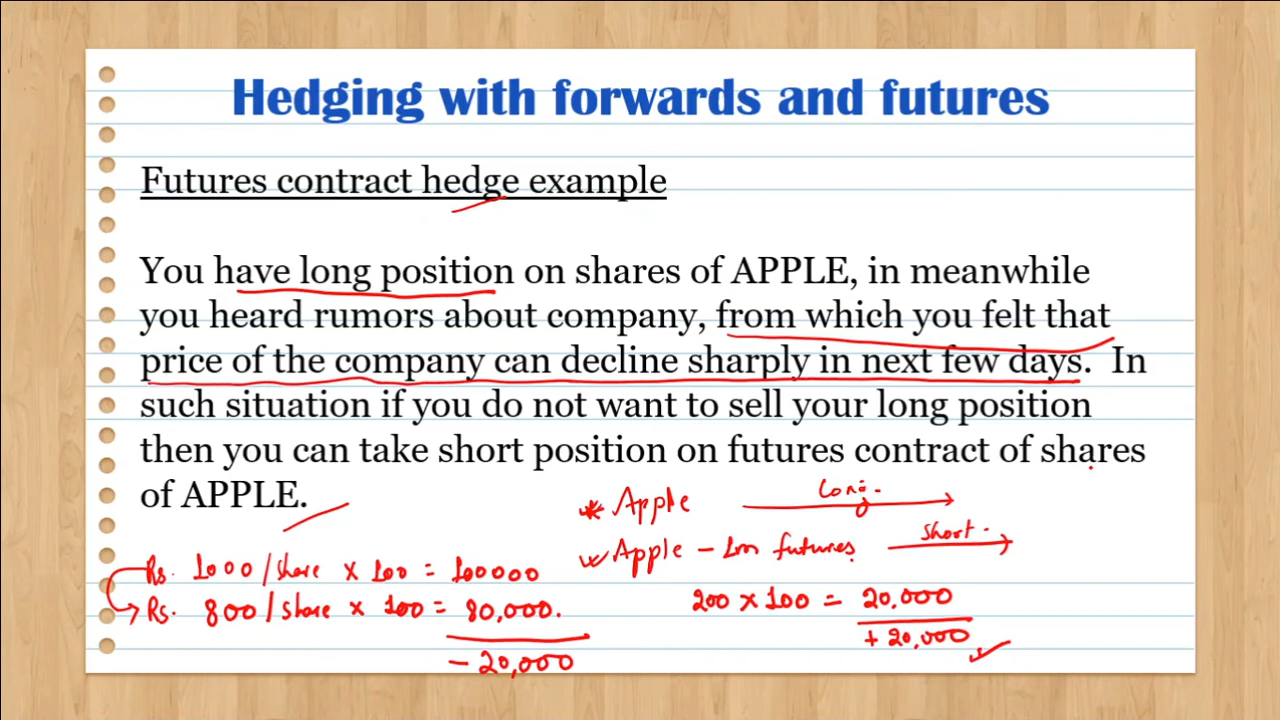 Hedging with forwards and futures
Futures contract hedge example
You have long position on shares of APPLE, in meanwhile
you heard rumors about company, from which you felt that
price of the company can decline sharply in next few days. In
such situation if you do not want to sell your long position
then you can take short position on futures contract of shares
of APPLE.
* Apple Long.
Apple - 1m futures Short.
Rs. 1000/share x 100 = 100000
Rs. 800/share x 100 = 80,000.
- 20,000
200 x 100 = 20,000
+ 20,000